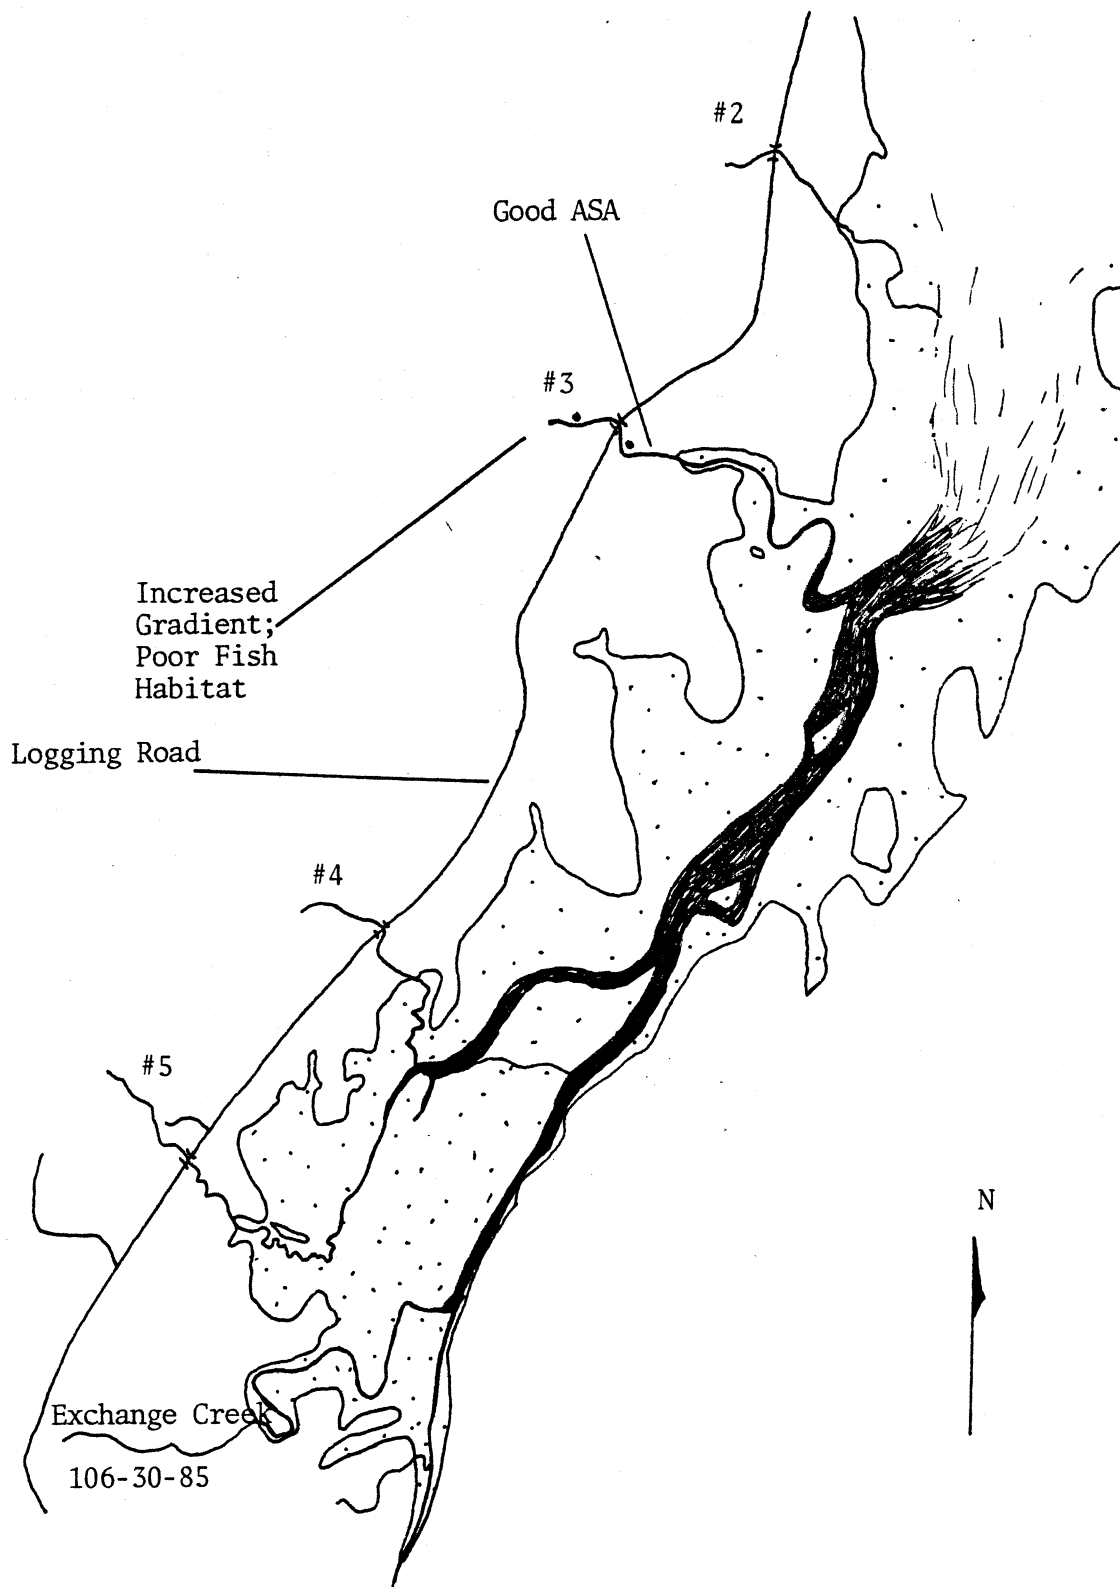 #2
Good ASA
#3
Increased
Gradient;
Poor Fish
Habitat
Logging Road
#4
#5
N
Exchange Creek
106-30-85